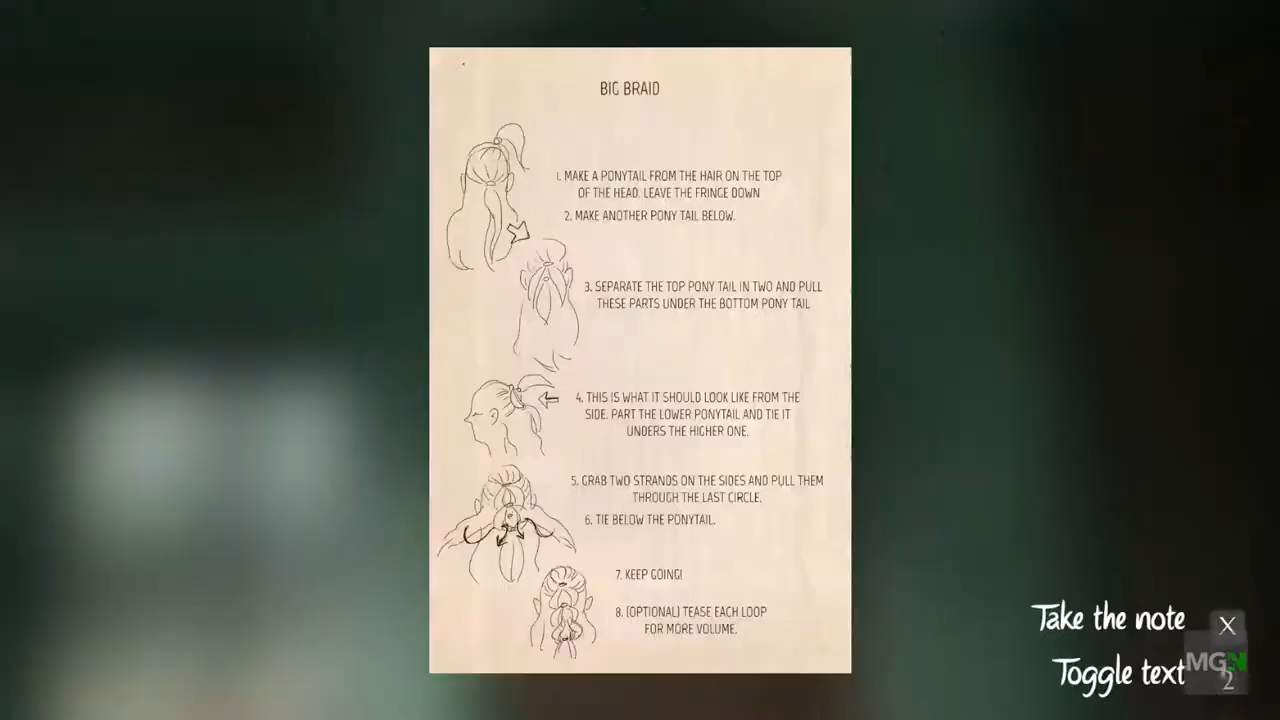 BIG BRAID
1. MAKE A PONYTAIL FROM THE HAIR ON THE TOP
OF THE HEAD. LEAVE THE FRINGE DOWN
2. MAKE ANOTHER PONY TAIL BELOW.
3. SEPARATE THE TOP PONY TAIL IN TWO AND PULL
THESE PARTS UNDER THE BOTTOM PONY TAIL
4. THIS IS WHAT IT SHOULD LOOK LIKE FROM THE
SIDE. PART THE LOWER PONYTAIL AND TIE IT
UNDERS THE HIGHER ONE.
5. GRAB TWO STRANDS ON THE SIDES AND PULL THEM
THROUGH THE LAST CIRCLE.
6. TIE BELOW THE PONYTAIL.
7. KEEP GOING!
8. (OPTIONAL) TEASE EACH LOOP
FOR MORE VOLUME.
Take the note X
Toggle text 2
MGN